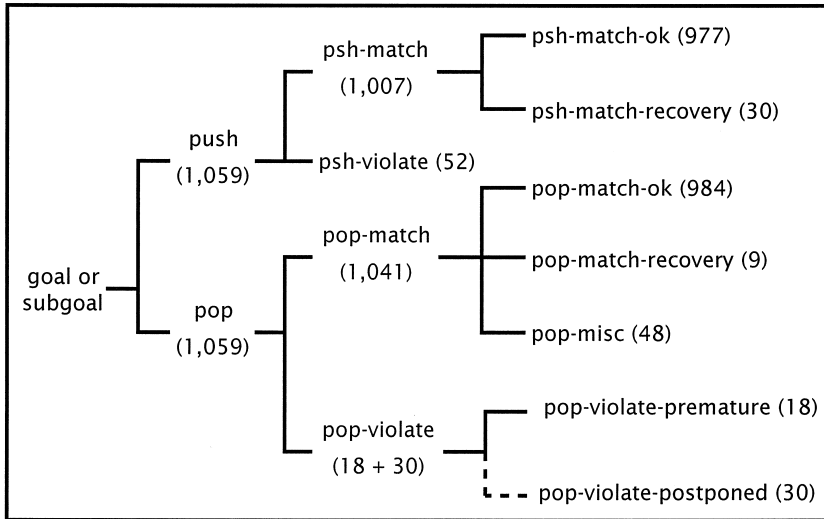 goal or
subgoal
push
(1,059)
psh-match
(1,007)
psh-match-ok (977)
psh-match-recovery (30)
psh-violate (52)
pop
(1,059)
pop-match
(1,041)
pop-match-ok (984)
pop-match-recovery (9)
pop-misc (48)
pop-violate
(18 + 30)
pop-violate-premature (18)
pop-violate-postponed (30)